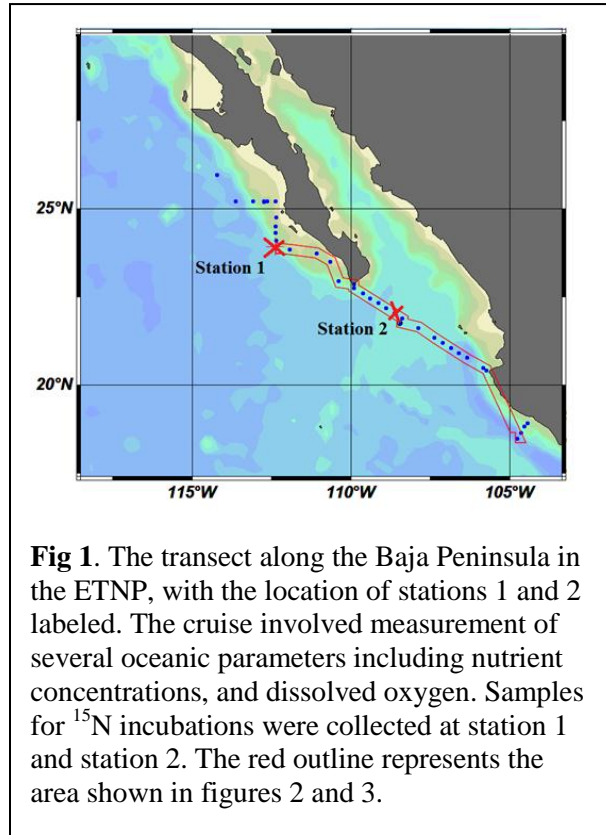 25°N
Station 1
Station 2
20°N
115°W 110°W 105°W
Fig 1. The transect along the Baja Peninsula in
the ETNP, with the location of stations 1 and 2
labeled. The cruise involved measurement of
several oceanic parameters including nutrient
concentrations, and dissolved oxygen. Samples
for ¹⁵N incubations were collected at station 1
and station 2. The red outline represents the
area shown in figures 2 and 3.